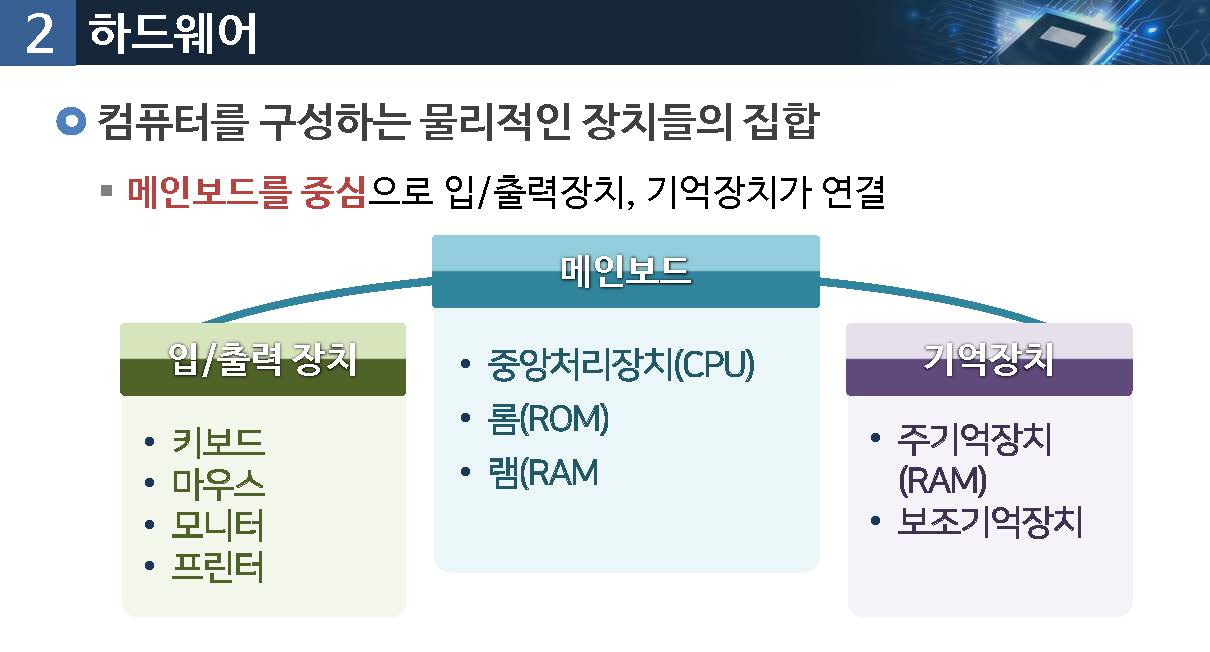 2 하드웨어
컴퓨터를 구성하는 물리적인 장치들의 집합
메인보드를 중심으로 입/출력장치, 기억장치가 연결
입/출력 장치
• 키보드
• 마우스
• 모니터
• 프린터
메인보드
• 중앙처리장치(CPU)
• 롬(ROM)
• 램(RAM
기억장치
• 주기억장치
(RAM)
• 보조기억장치